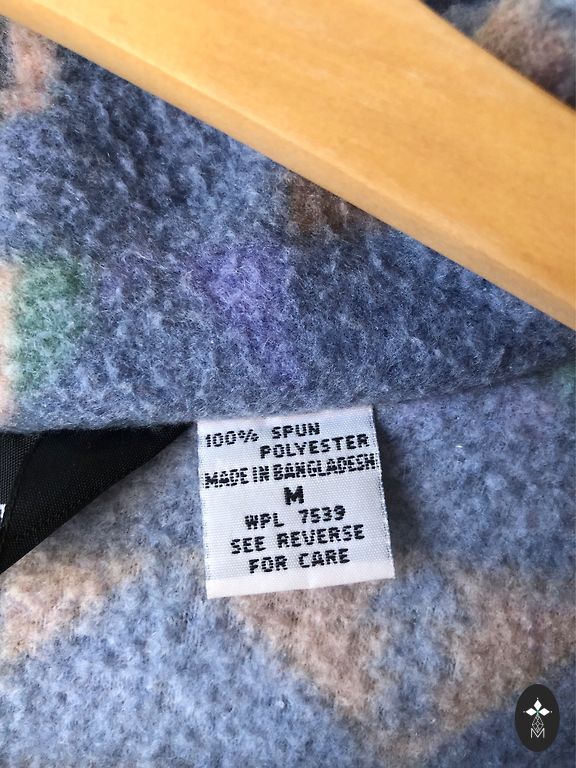 100% SPUN
POLYESTER
MADE IN BANGLADESH
M
WPL 7539
SEE REVERSE
FOR CARE
M